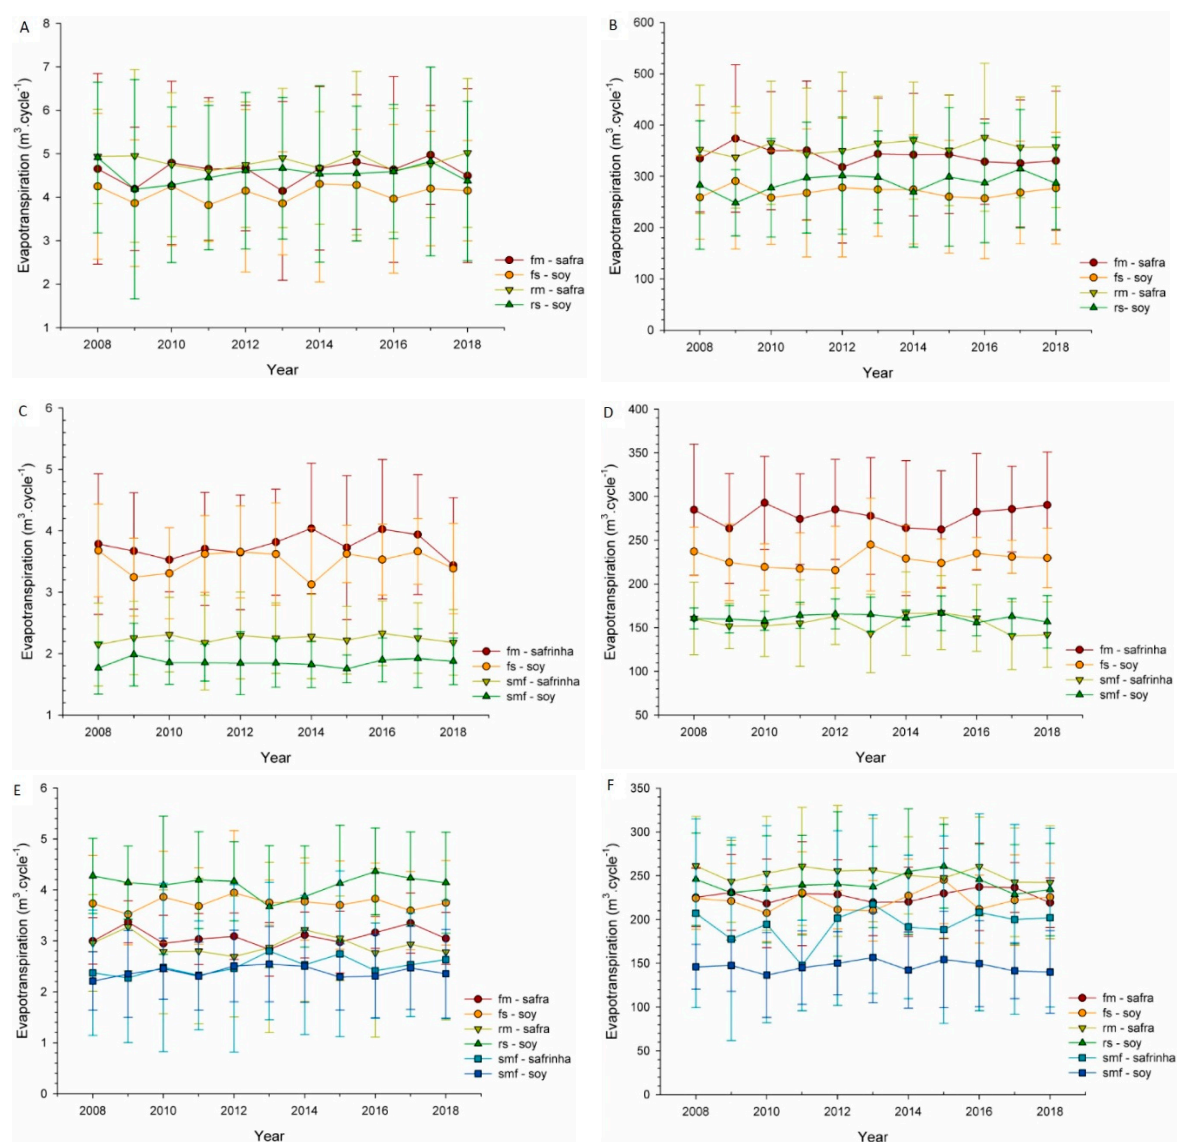 A
Evapotranspiration (m³.cycle⁻¹)
8
7
6
5
4
3
2
1
2008 2010 2012 2014 2016 2018
Year
fm - safra
fs - soy
rm - safra
rs - soy
B
Evapotranspiration (m³.cycle⁻¹)
600
500
400
300
200
100
0
2008 2010 2012 2014 2016 2018
Year
fm - safra
fs - soy
rm - safra
rs- soy
C
Evapotranspiration (m³.cycle⁻¹)
6
5
4
3
2
1
2008 2010 2012 2014 2016 2018
Year
fm - safrinha
fs - soy
smf - safrinha
smf - soy
D
Evapotranspiration (m³.cycle⁻¹)
400
350
300
250
200
150
100
50
2008 2010 2012 2014 2016 2018
Year
fm - safrinha
fs - soy
smf - safrinha
smf - soy
E
Evapotranspiration (m³.cycle⁻¹)
6
5
4
3
2
1
0
2008 2010 2012 2014 2016 2018
Year
fm - safra
fs - soy
rm - safra
rs - soy
smf - safrinha
smf - soy
F
Evapotranspiration (m³.cycle⁻¹)
350
300
250
200
150
100
50
0
2008 2010 2012 2014 2016 2018
Year
fm - safra
fs - soy
rm - safra
rs - soy
smf - safrinha
smf - soy